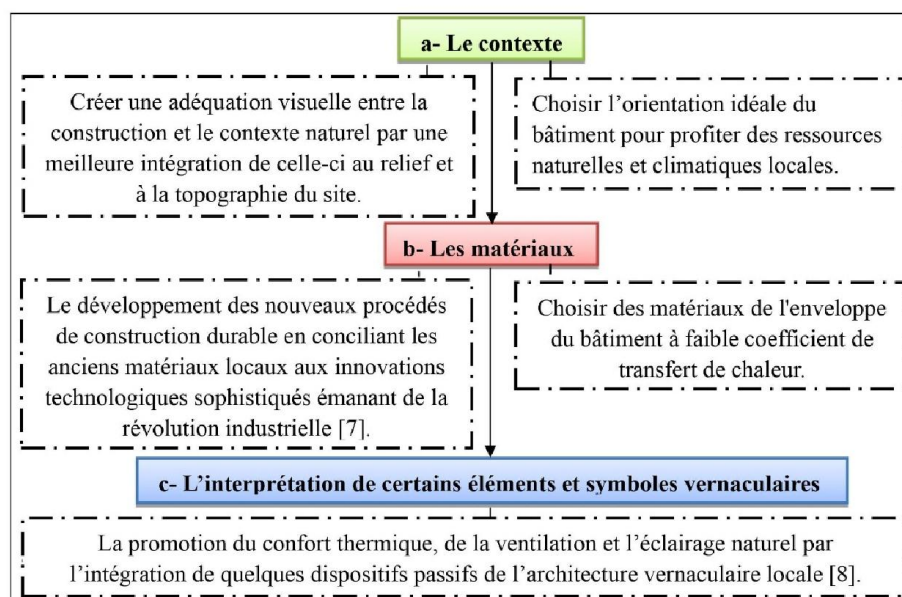 a- Le contexte
Créer une adéquation visuelle entre la
construction et le contexte naturel par une
meilleure intégration de celle-ci au relief et
à la topographie du site.
Choisir l’orientation idéale du
bâtiment pour profiter des ressources
naturelles et climatiques locales.
b- Les matériaux
Le développement des nouveaux procédés
de construction durable en conciliant les
anciens matériaux locaux aux innovations
technologiques sophistiqués émanant de la
révolution industrielle [7].
Choisir des matériaux de l'enveloppe
du bâtiment à faible coefficient de
transfert de chaleur.
c- L’interprétation de certains éléments et symboles vernaculaires
La promotion du confort thermique, de la ventilation et l’éclairage naturel par
l’intégration de quelques dispositifs passifs de l’architecture vernaculaire locale [8].